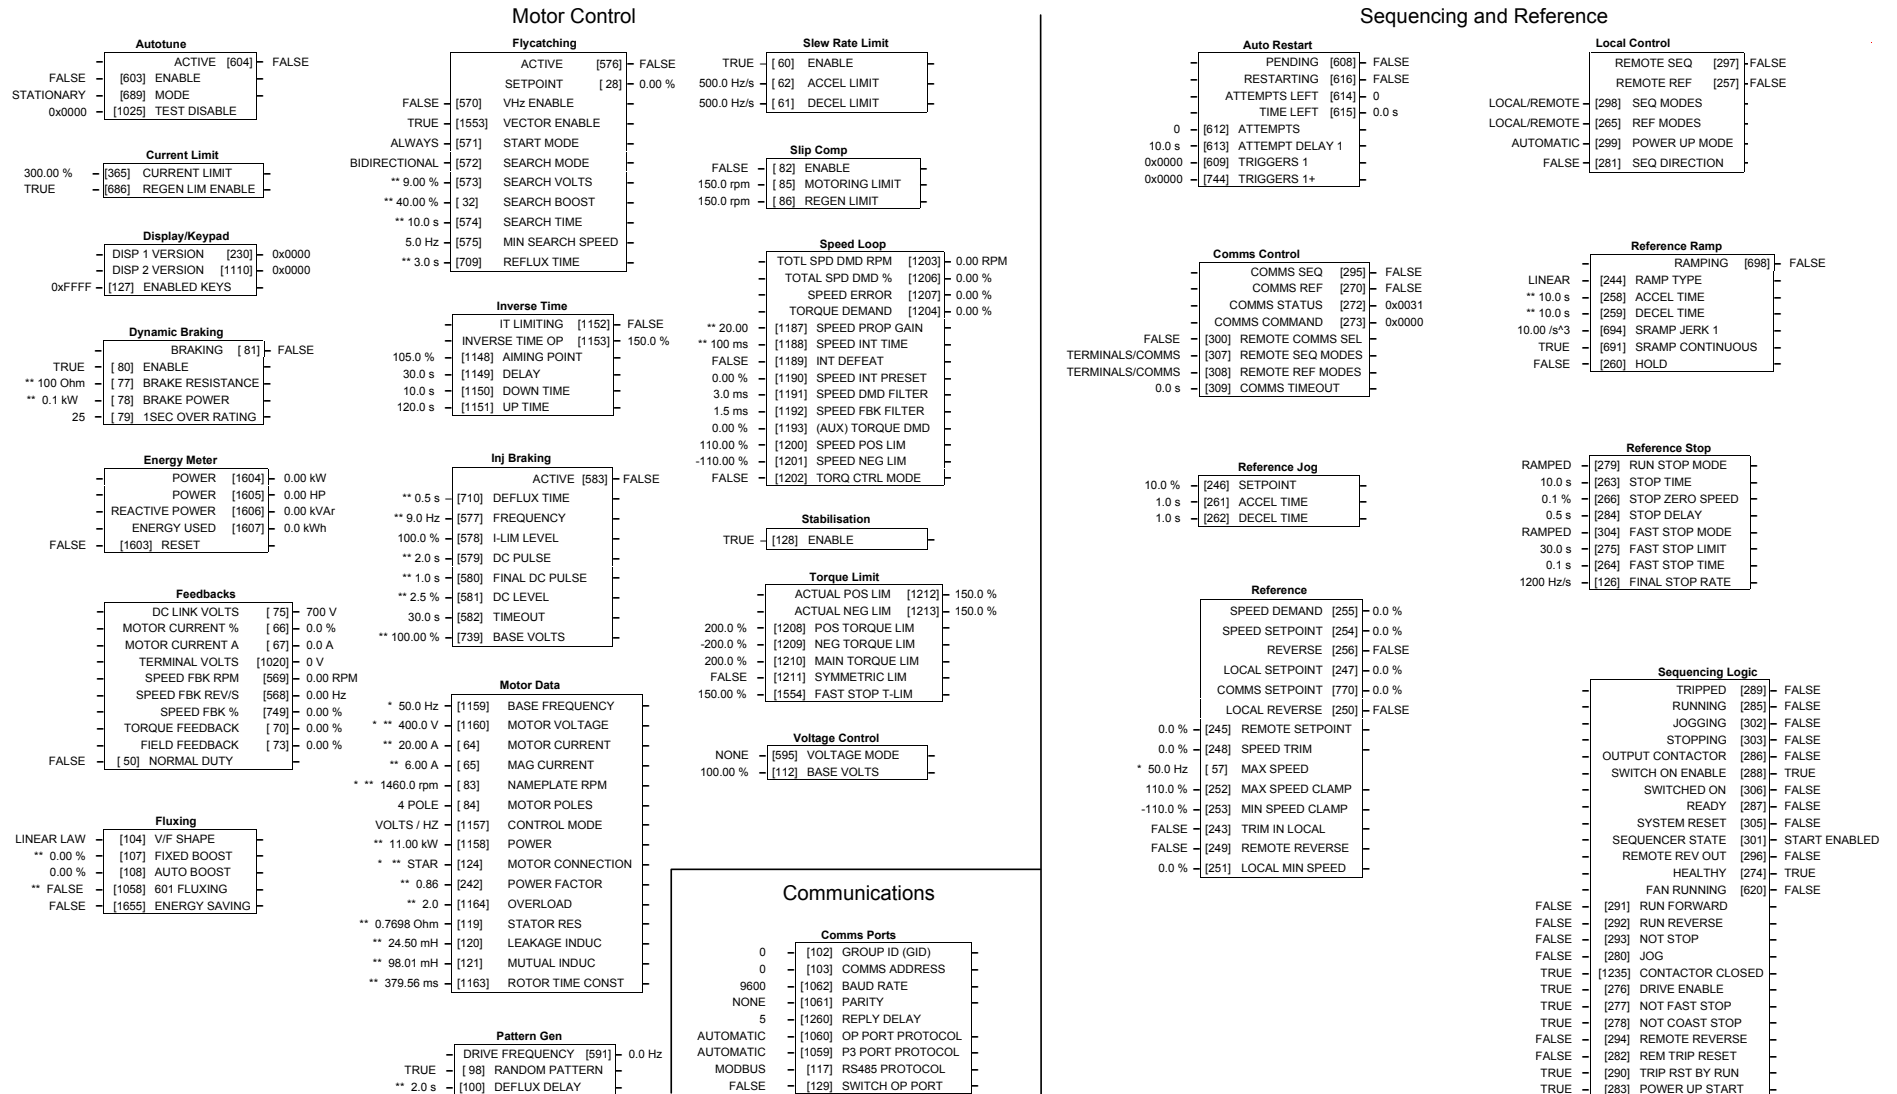 Motor Control
Autotune
ACTIVE [604] FALSE
FALSE [603] ENABLE
STATIONARY [689] MODE
0x0000 [1025] TEST DISABLE
Current Limit
300.00 % [365] CURRENT LIMIT
TRUE [686] REGEN LIM ENABLE
Display/Keypad
DISP 1 VERSION [230] 0x0000
DISP 2 VERSION [1110] 0x0000
0xFFFF [127] ENABLED KEYS
Dynamic Braking
BRAKING [ 81] FALSE
TRUE [ 80] ENABLE
** 100 Ohm [ 77] BRAKE RESISTANCE
** 0.1 kW [ 78] BRAKE POWER
25 [ 79] 1SEC OVER RATING
Energy Meter
POWER [1604] 0.00 kW
POWER [1605] 0.00 HP
REACTIVE POWER [1606] 0.00 kVAr
ENERGY USED [1607] 0.0 kWh
FALSE [1603] RESET
Feedbacks
DC LINK VOLTS [ 75] 700 V
MOTOR CURRENT % [ 66] 0.0 %
MOTOR CURRENT A [ 67] 0.0 A
TERMINAL VOLTS [1020] 0 V
SPEED FBK RPM [569] 0.00 RPM
SPEED FBK REV/S [568] 0.00 Hz
SPEED FBK % [749] 0.00 %
TORQUE FEEDBACK [ 70] 0.00 %
FIELD FEEDBACK [ 73] 0.00 %
FALSE [ 50] NORMAL DUTY
Fluxing
LINEAR LAW [104] V/F SHAPE
** 0.00 % [107] FIXED BOOST
0.00 % [108] AUTO BOOST
** FALSE [1058] 601 FLUXING
FALSE [1655] ENERGY SAVING
Flycatching
ACTIVE [576] FALSE
SETPOINT [ 28] 0.00 %
FALSE [570] VHz ENABLE
TRUE [1553] VECTOR ENABLE
ALWAYS [571] START MODE
BIDIRECTIONAL [572] SEARCH MODE
** 9.00 % [573] SEARCH VOLTS
** 40.00 % [ 32] SEARCH BOOST
** 10.0 s [574] SEARCH TIME
5.0 Hz [575] MIN SEARCH SPEED
** 3.0 s [709] REFLUX TIME
Inverse Time
IT LIMITING [1152] FALSE
INVERSE TIME OP [1153] 150.0 %
105.0 % [1148] AIMING POINT
30.0 s [1149] DELAY
10.0 s [1150] DOWN TIME
120.0 s [1151] UP TIME
Inj Braking
ACTIVE [583] FALSE
** 0.5 s [710] DEFLUX TIME
** 9.0 Hz [577] FREQUENCY
100.0 % [578] I-LIM LEVEL
** 2.0 s [579] DC PULSE
** 1.0 s [580] FINAL DC PULSE
** 2.5 % [581] DC LEVEL
30.0 s [582] TIMEOUT
** 100.00 % [739] BASE VOLTS
Motor Data
* 50.0 Hz [1159] BASE FREQUENCY
* ** 400.0 V [1160] MOTOR VOLTAGE
** 20.00 A [ 64] MOTOR CURRENT
** 6.00 A [ 65] MAG CURRENT
* ** 1460.0 rpm [ 83] NAMEPLATE RPM
4 POLE [ 84] MOTOR POLES
VOLTS / HZ [1157] CONTROL MODE
** 11.00 kW [1158] POWER
* ** STAR [124] MOTOR CONNECTION
** 0.86 [242] POWER FACTOR
** 2.0 [1164] OVERLOAD
** 0.7698 Ohm [119] STATOR RES
** 24.50 mH [120] LEAKAGE INDUC
** 98.01 mH [121] MUTUAL INDUC
** 379.56 ms [1163] ROTOR TIME CONST
Pattern Gen
DRIVE FREQUENCY [591] 0.0 Hz
TRUE [ 98] RANDOM PATTERN
** 2.0 s [100] DEFLUX DELAY
Slew Rate Limit
TRUE [ 60] ENABLE
500.0 Hz/s [ 62] ACCEL LIMIT
500.0 Hz/s [ 61] DECEL LIMIT
Slip Comp
FALSE [ 82] ENABLE
150.0 rpm [ 85] MOTORING LIMIT
150.0 rpm [ 86] REGEN LIMIT
Speed Loop
TOTL SPD DMD RPM [1203] 0.00 RPM
TOTAL SPD DMD % [1206] 0.00 %
SPEED ERROR [1207] 0.00 %
TORQUE DEMAND [1204] 0.00 %
** 20.00 [1187] SPEED PROP GAIN
** 100 ms [1188] SPEED INT TIME
FALSE [1189] INT DEFEAT
0.00 % [1190] SPEED INT PRESET
3.0 ms [1191] SPEED DMD FILTER
1.5 ms [1192] SPEED FBK FILTER
0.00 % [1193] (AUX) TORQUE DMD
110.00 % [1200] SPEED POS LIM
-110.00 % [1201] SPEED NEG LIM
FALSE [1202] TORQ CTRL MODE
Stabilisation
TRUE [128] ENABLE
Torque Limit
ACTUAL POS LIM [1212] 150.0 %
ACTUAL NEG LIM [1213] 150.0 %
200.0 % [1208] POS TORQUE LIM
-200.0 % [1209] NEG TORQUE LIM
200.0 % [1210] MAIN TORQUE LIM
FALSE [1211] SYMMETRIC LIM
150.00 % [1554] FAST STOP T-LIM
Voltage Control
NONE [595] VOLTAGE MODE
100.00 % [112] BASE VOLTS
Communications
Comms Ports
0 [102] GROUP ID (GID)
0 [103] COMMS ADDRESS
9600 [1062] BAUD RATE
NONE [1061] PARITY
5 [1260] REPLY DELAY
AUTOMATIC [1060] OP PORT PROTOCOL
AUTOMATIC [1059] P3 PORT PROTOCOL
MODBUS [117] RS485 PROTOCOL
FALSE [129] SWITCH OP PORT
Sequencing and Reference
Auto Restart
PENDING [608] FALSE
RESTARTING [616] FALSE
ATTEMPTS LEFT [614] 0
TIME LEFT [615] 0.0 s
0 [612] ATTEMPTS
10.0 s [613] ATTEMPT DELAY 1
0x0000 [609] TRIGGERS 1
0x0000 [744] TRIGGERS 1+
Comms Control
COMMS SEQ [295] FALSE
COMMS REF [270] FALSE
COMMS STATUS [272] 0x0031
COMMS COMMAND [273] 0x0000
FALSE [300] REMOTE COMMS SEL
TERMINALS/COMMS [307] REMOTE SEQ MODES
TERMINALS/COMMS [308] REMOTE REF MODES
0.0 s [309] COMMS TIMEOUT
Reference Jog
10.0 % [246] SETPOINT
1.0 s [261] ACCEL TIME
1.0 s [262] DECEL TIME
Reference
SPEED DEMAND [255] 0.0 %
SPEED SETPOINT [254] 0.0 %
REVERSE [256] FALSE
LOCAL SETPOINT [247] 0.0 %
COMMS SETPOINT [770] 0.0 %
LOCAL REVERSE [250] FALSE
0.0 % [245] REMOTE SETPOINT
0.0 % [248] SPEED TRIM
* 50.0 Hz [ 57] MAX SPEED
110.0 % [252] MAX SPEED CLAMP
-110.0 % [253] MIN SPEED CLAMP
FALSE [243] TRIM IN LOCAL
FALSE [249] REMOTE REVERSE
0.0 % [251] LOCAL MIN SPEED
Local Control
REMOTE SEQ [297] FALSE
REMOTE REF [257] FALSE
LOCAL/REMOTE [298] SEQ MODES
LOCAL/REMOTE [265] REF MODES
AUTOMATIC [299] POWER UP MODE
FALSE [281] SEQ DIRECTION
Reference Ramp
RAMPING [698] FALSE
LINEAR [244] RAMP TYPE
** 10.0 s [258] ACCEL TIME
** 10.0 s [259] DECEL TIME
10.00 /s^3 [694] SRAMP JERK 1
TRUE [691] SRAMP CONTINUOUS
FALSE [260] HOLD
Reference Stop
RAMPED [279] RUN STOP MODE
10.0 s [263] STOP TIME
0.1 % [266] STOP ZERO SPEED
0.5 s [284] STOP DELAY
RAMPED [304] FAST STOP MODE
30.0 s [275] FAST STOP LIMIT
0.1 s [264] FAST STOP TIME
1200 Hz/s [126] FINAL STOP RATE
Sequencing Logic
TRIPPED [289] FALSE
RUNNING [285] FALSE
JOGGING [302] FALSE
STOPPING [303] FALSE
OUTPUT CONTACTOR [286] FALSE
SWITCH ON ENABLE [288] TRUE
SWITCHED ON [306] FALSE
READY [287] FALSE
SYSTEM RESET [305] FALSE
SEQUENCER STATE [301] START ENABLED
REMOTE REV OUT [296] FALSE
HEALTHY [274] TRUE
FAN RUNNING [620] FALSE
FALSE [291] RUN FORWARD
FALSE [292] RUN REVERSE
FALSE [293] NOT STOP
FALSE [280] JOG
TRUE [1235] CONTACTOR CLOSED
TRUE [276] DRIVE ENABLE
TRUE [277] NOT FAST STOP
TRUE [278] NOT COAST STOP
FALSE [294] REMOTE REVERSE
FALSE [282] REM TRIP RESET
TRUE [290] TRIP RST BY RUN
TRUE [283] POWER UP START